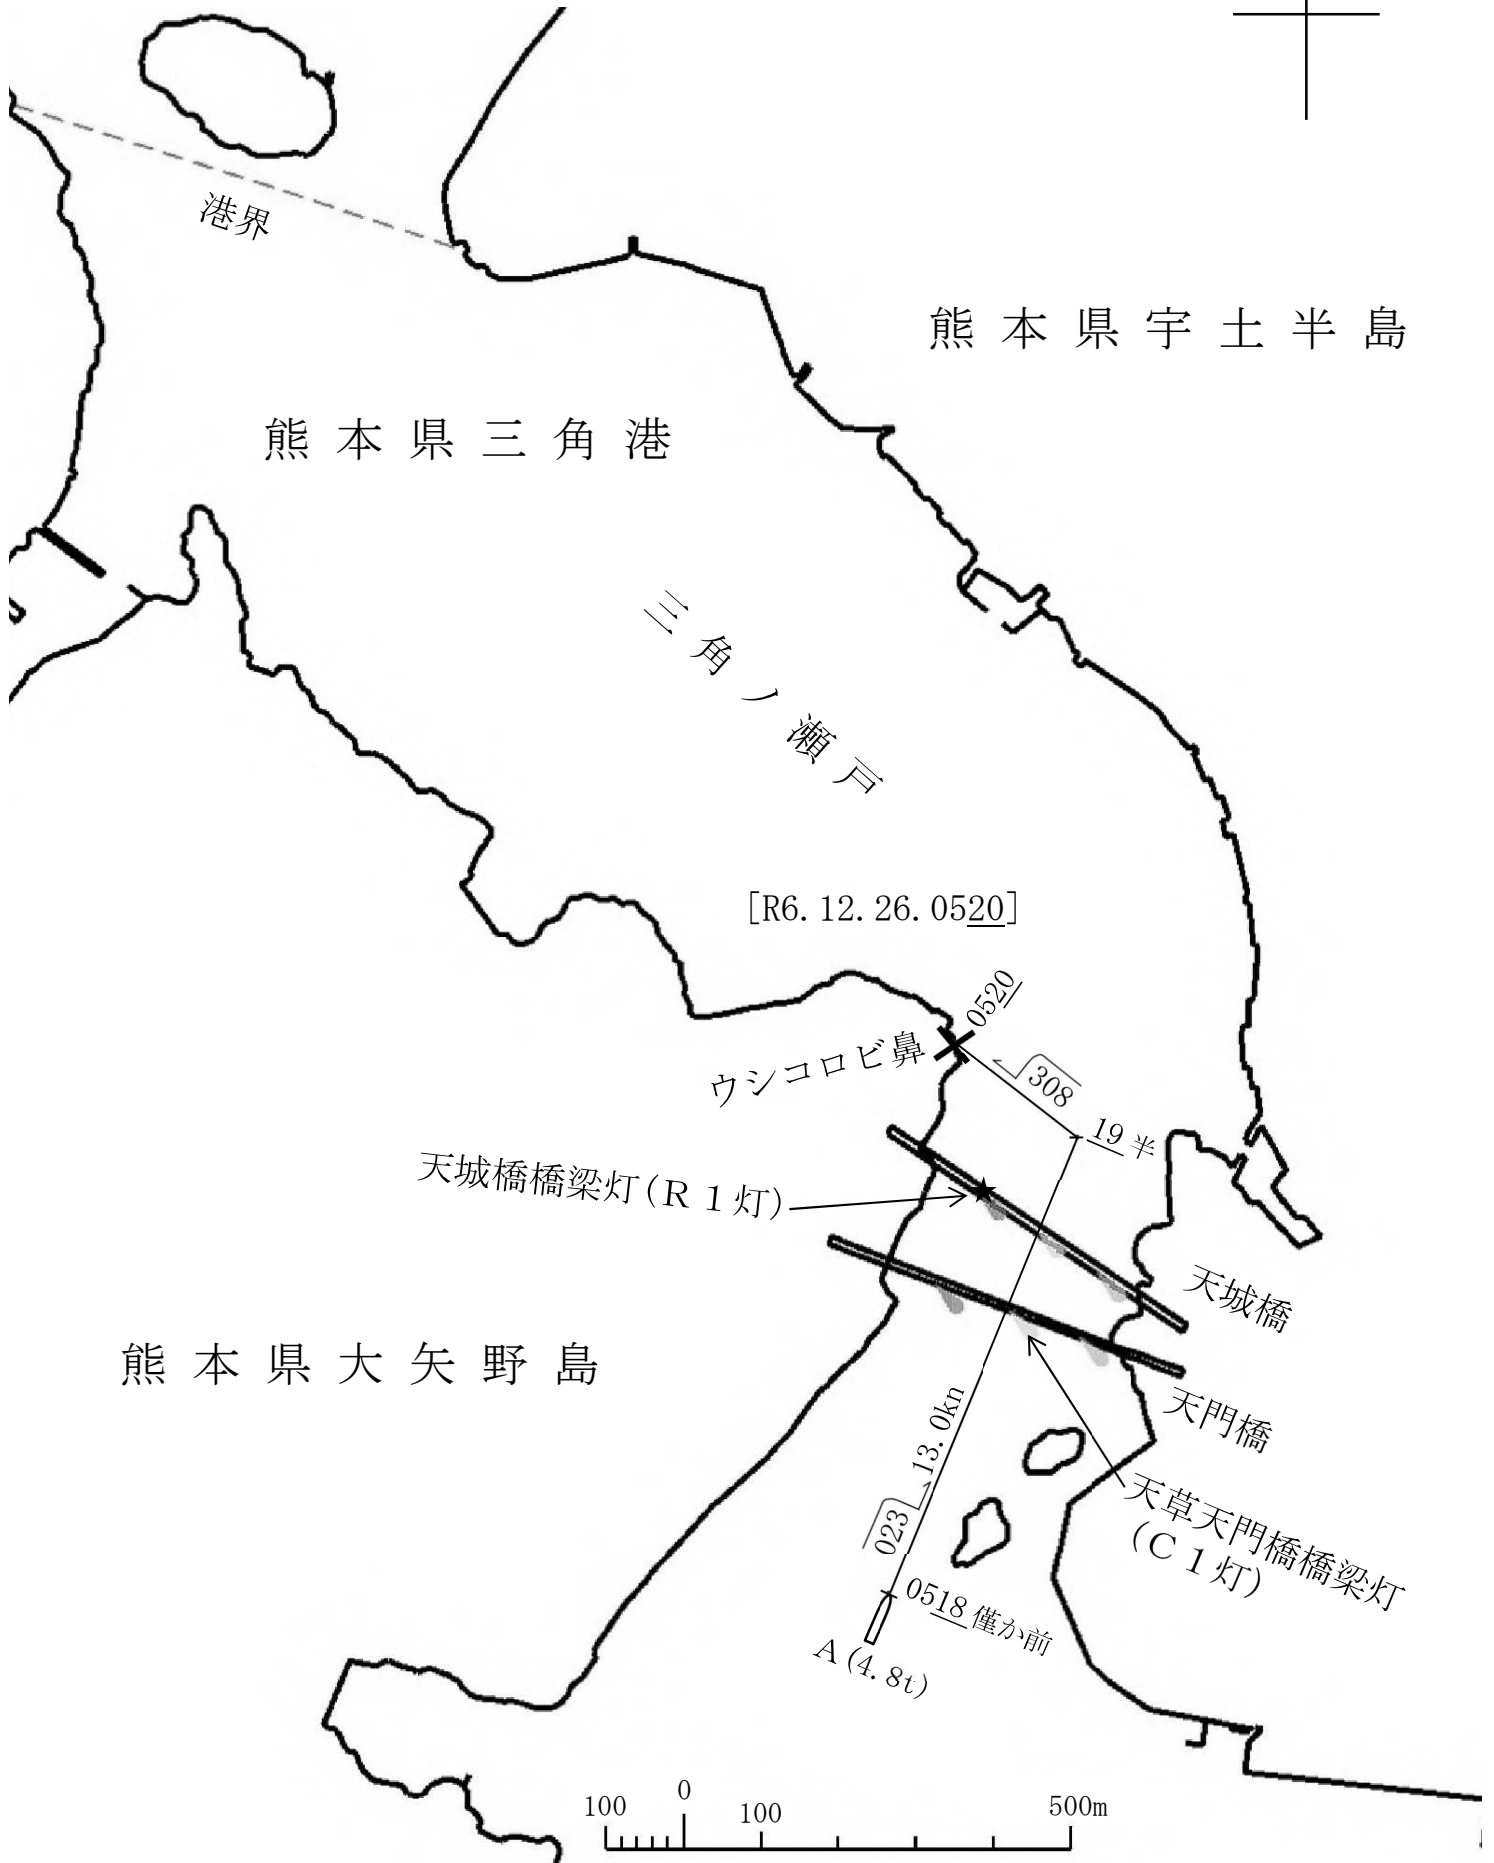 港界
熊本県宇土半島
熊本県三角港
三角ノ瀬戸
[R6.12.26.0520]
0520
ウシコロビ鼻
308
19半
天城橋橋梁灯(R1灯)
天城橋
熊本県大矢野島
天門橋
13.0kn
023
天草天門橋橋梁灯
(C1灯)
0518僅か前
A(4.8t)
100 0 100 500m